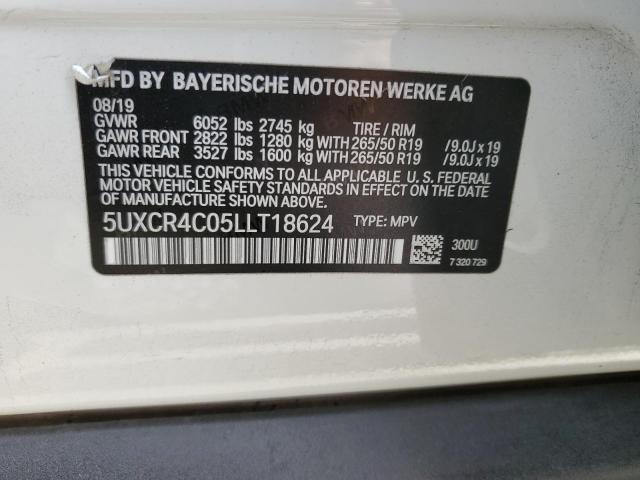 MFD BY BAYERISCHE MOTOREN WERKE AG
08/19
GVWR 6052 lbs 2745 kg TIRE / RIM
GAWR FRONT 2822 lbs 1280 kg WITH 265/50 R19 /9.0J x 19
GAWR REAR 3527 lbs 1600 kg WITH 265/50 R19 /9.0J x 19
THIS VEHICLE CONFORMS TO ALL APPLICABLE U. S. FEDERAL
MOTOR VEHICLE SAFETY STANDARDS IN EFFECT ON THE DATE OF MANUFACTURE SHOWN ABOVE.
5UXCR4C05LLT18624 TYPE: MPV
300U
7 320 729